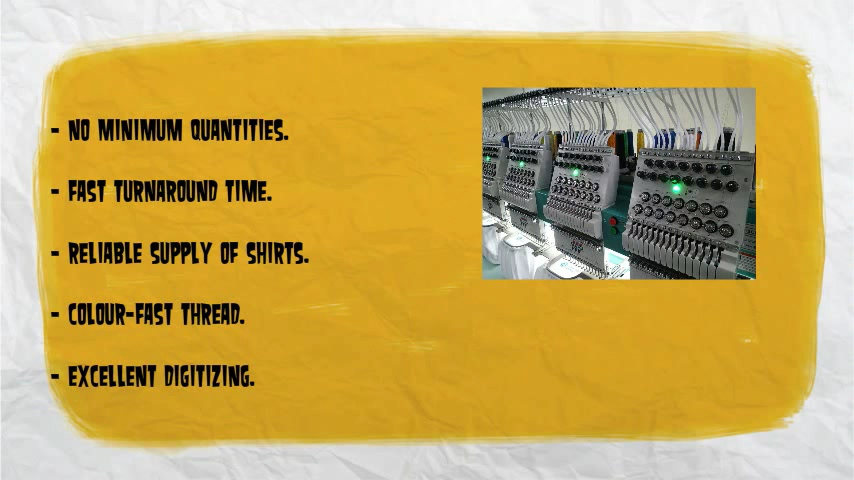 - NO MINIMUM QUANTITIES.
- FAST TURNAROUND TIME.
- RELIABLE SUPPLY OF SHIRTS.
- COLOUR-FAST THREAD.
- EXCELLENT DIGITIZING.